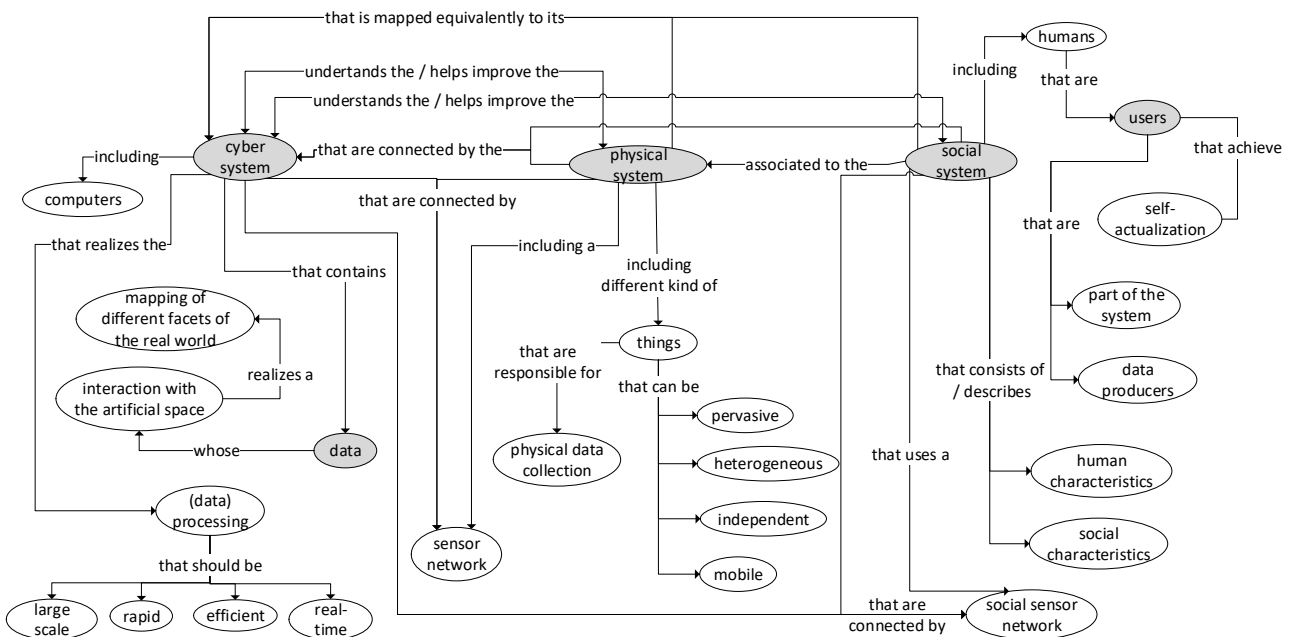 that is mapped equivalently to its
humans
undertands the / helps improve the
including
that are
understands the / helps improve the
users
cyber
system
including
that are connected by the
physical
system
associated to the
social
system
that achieve
computers
that are connected by
self-
actualization
that are
that realizes the
including a
that contains
including
different kind of
mapping of
different facets of
the real world
part of the
system
things
that are
responsible for
realizes a
that can be
that consists of
/ describes
data
producers
interaction with
the artificial space
pervasive
whose
data
physical data
collection
heterogeneous
that uses a
human
characteristics
(data)
processing
independent
sensor
network
social
characteristics
that should be
mobile
large
scale
rapid
efficient
real-
time
that are
connected by
social sensor
network